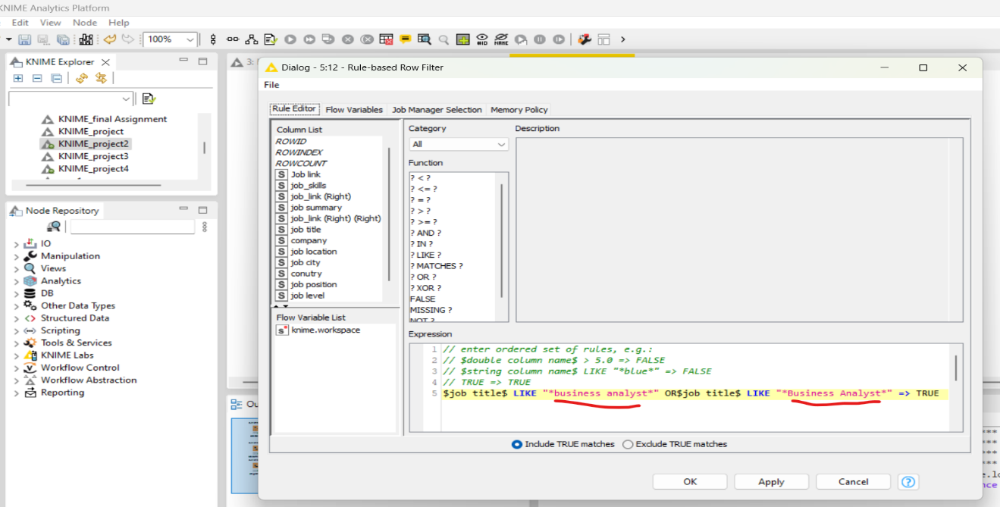 KNIME Analytics Platform
Edit View Node Help
100%
KNIME Explorer
3:
KNIME_final Assignment
KNIME_project
KNIME_project2
KNIME_project3
KNIME_project4
Node Repository
IO
Manipulation
Views
Analytics
DB
Other Data Types
Structured Data
Scripting
Tools & Services
KNIME Labs
Workflow Control
Workflow Abstraction
Reporting
Dialog - 5:12 - Rule-based Row Filter
File
Rule Editor Flow Variables Job Manager Selection Memory Policy
Column List
ROWID
ROWINDEX
ROWCOUNT
S Job link
S job_skills
S job_link (Right)
S job summary
S job_link (Right) (Right)
S job title
S company
S job location
S job city
S conutry
S job position
S job level
Flow Variable List
s knime.workspace
Category
All
Function
? < ?
? <= ?
? = ?
? > ?
? >= ?
? AND ?
? IN ?
? LIKE ?
? MATCHES ?
? OR ?
? XOR ?
FALSE
MISSING ?
NOT ?
Description
Expression
1 // enter ordered set of rules, e.g.:
2 // $double column name$ > 5.0 => FALSE
3 // $string column name$ LIKE "*blue*" => FALSE
4 // TRUE => TRUE
5 $job title$ LIKE "*business analyst*" OR$job title$ LIKE "*Business Analyst*" => TRUE
Include TRUE matches Exclude TRUE matches
OK Apply Cancel ?